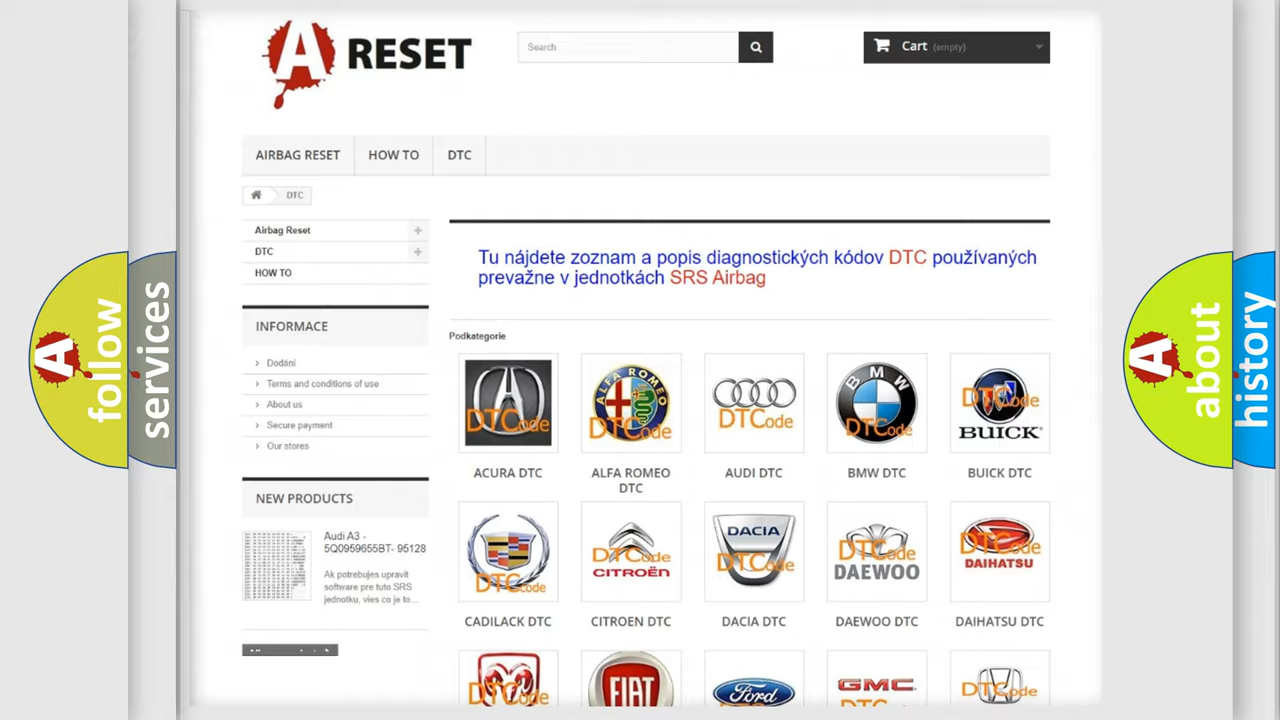 A RESET
Search
Cart (empty)
AIRBAG RESET
HOW TO
DTC
DTC
Airbag Reset
DTC
HOW TO
INFORMACE
Dodání
Terms and conditions of use
About us
Secure payment
Our stores
NEW PRODUCTS
Audi A3 -
5Q0959655BT- 95128
Ak potrebujes upravit
software pre tuto SRS
jednotku, vies co je to...
Tu nájdete zoznam a popis diagnostických kódov DTC používaných
prevažne v jednotkách SRS Airbag
Podkategorie
DTCode
ALFA ROMEO
DTCode
DTCode
BMW
DTCode
DTCode
BUICK
ACURA DTC
ALFA ROMEO
DTC
AUDI DTC
BMW DTC
BUICK DTC
DTCode
DTCode
CITROËN
DACIA
DTCode
DTCode
DAEWOO
DTCode
DAIHATSU
CADILACK DTC
CITROEN DTC
DACIA DTC
DAEWOO DTC
DAIHATSU DTC
DTCode
FIAT
Ford
GMC
DTCode
A follow
services
A about
history